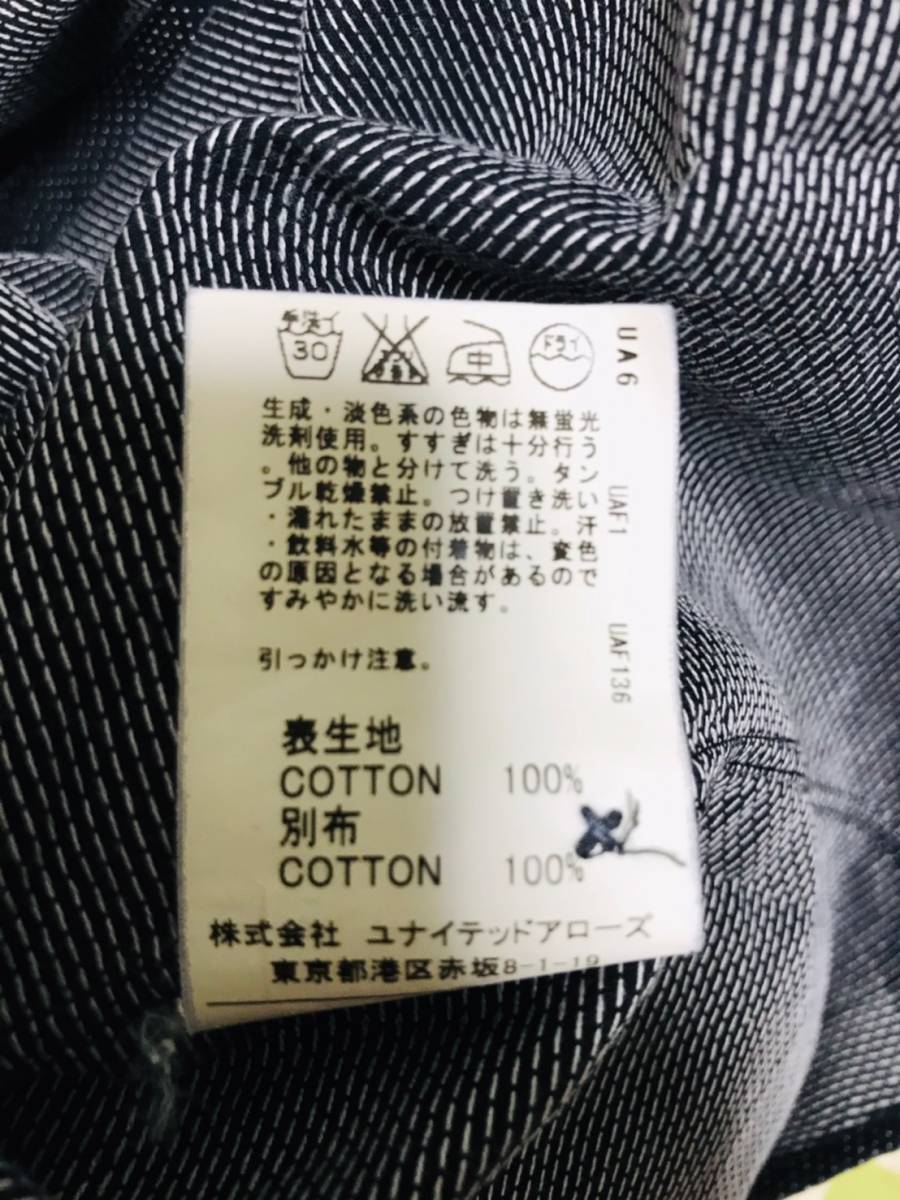 手洗イ
30
中
ドライ
生成・淡色系の色物は無蛍光
洗剤使用。すすぎは十分行う
。他の物と分けて洗う。タン
ブル乾燥禁止。つけ置き洗い
・濡れたままの放置禁止。汗
・飲料水等の付着物は、変色
の原因となる場合があるので
すみやかに洗い流す。
引っかけ注意。
表生地
COTTON 100%
別布
COTTON 100%
株式会社 ユナイテッドアローズ
東京都港区赤坂8-1-19
UA6
UAF1
UAF136